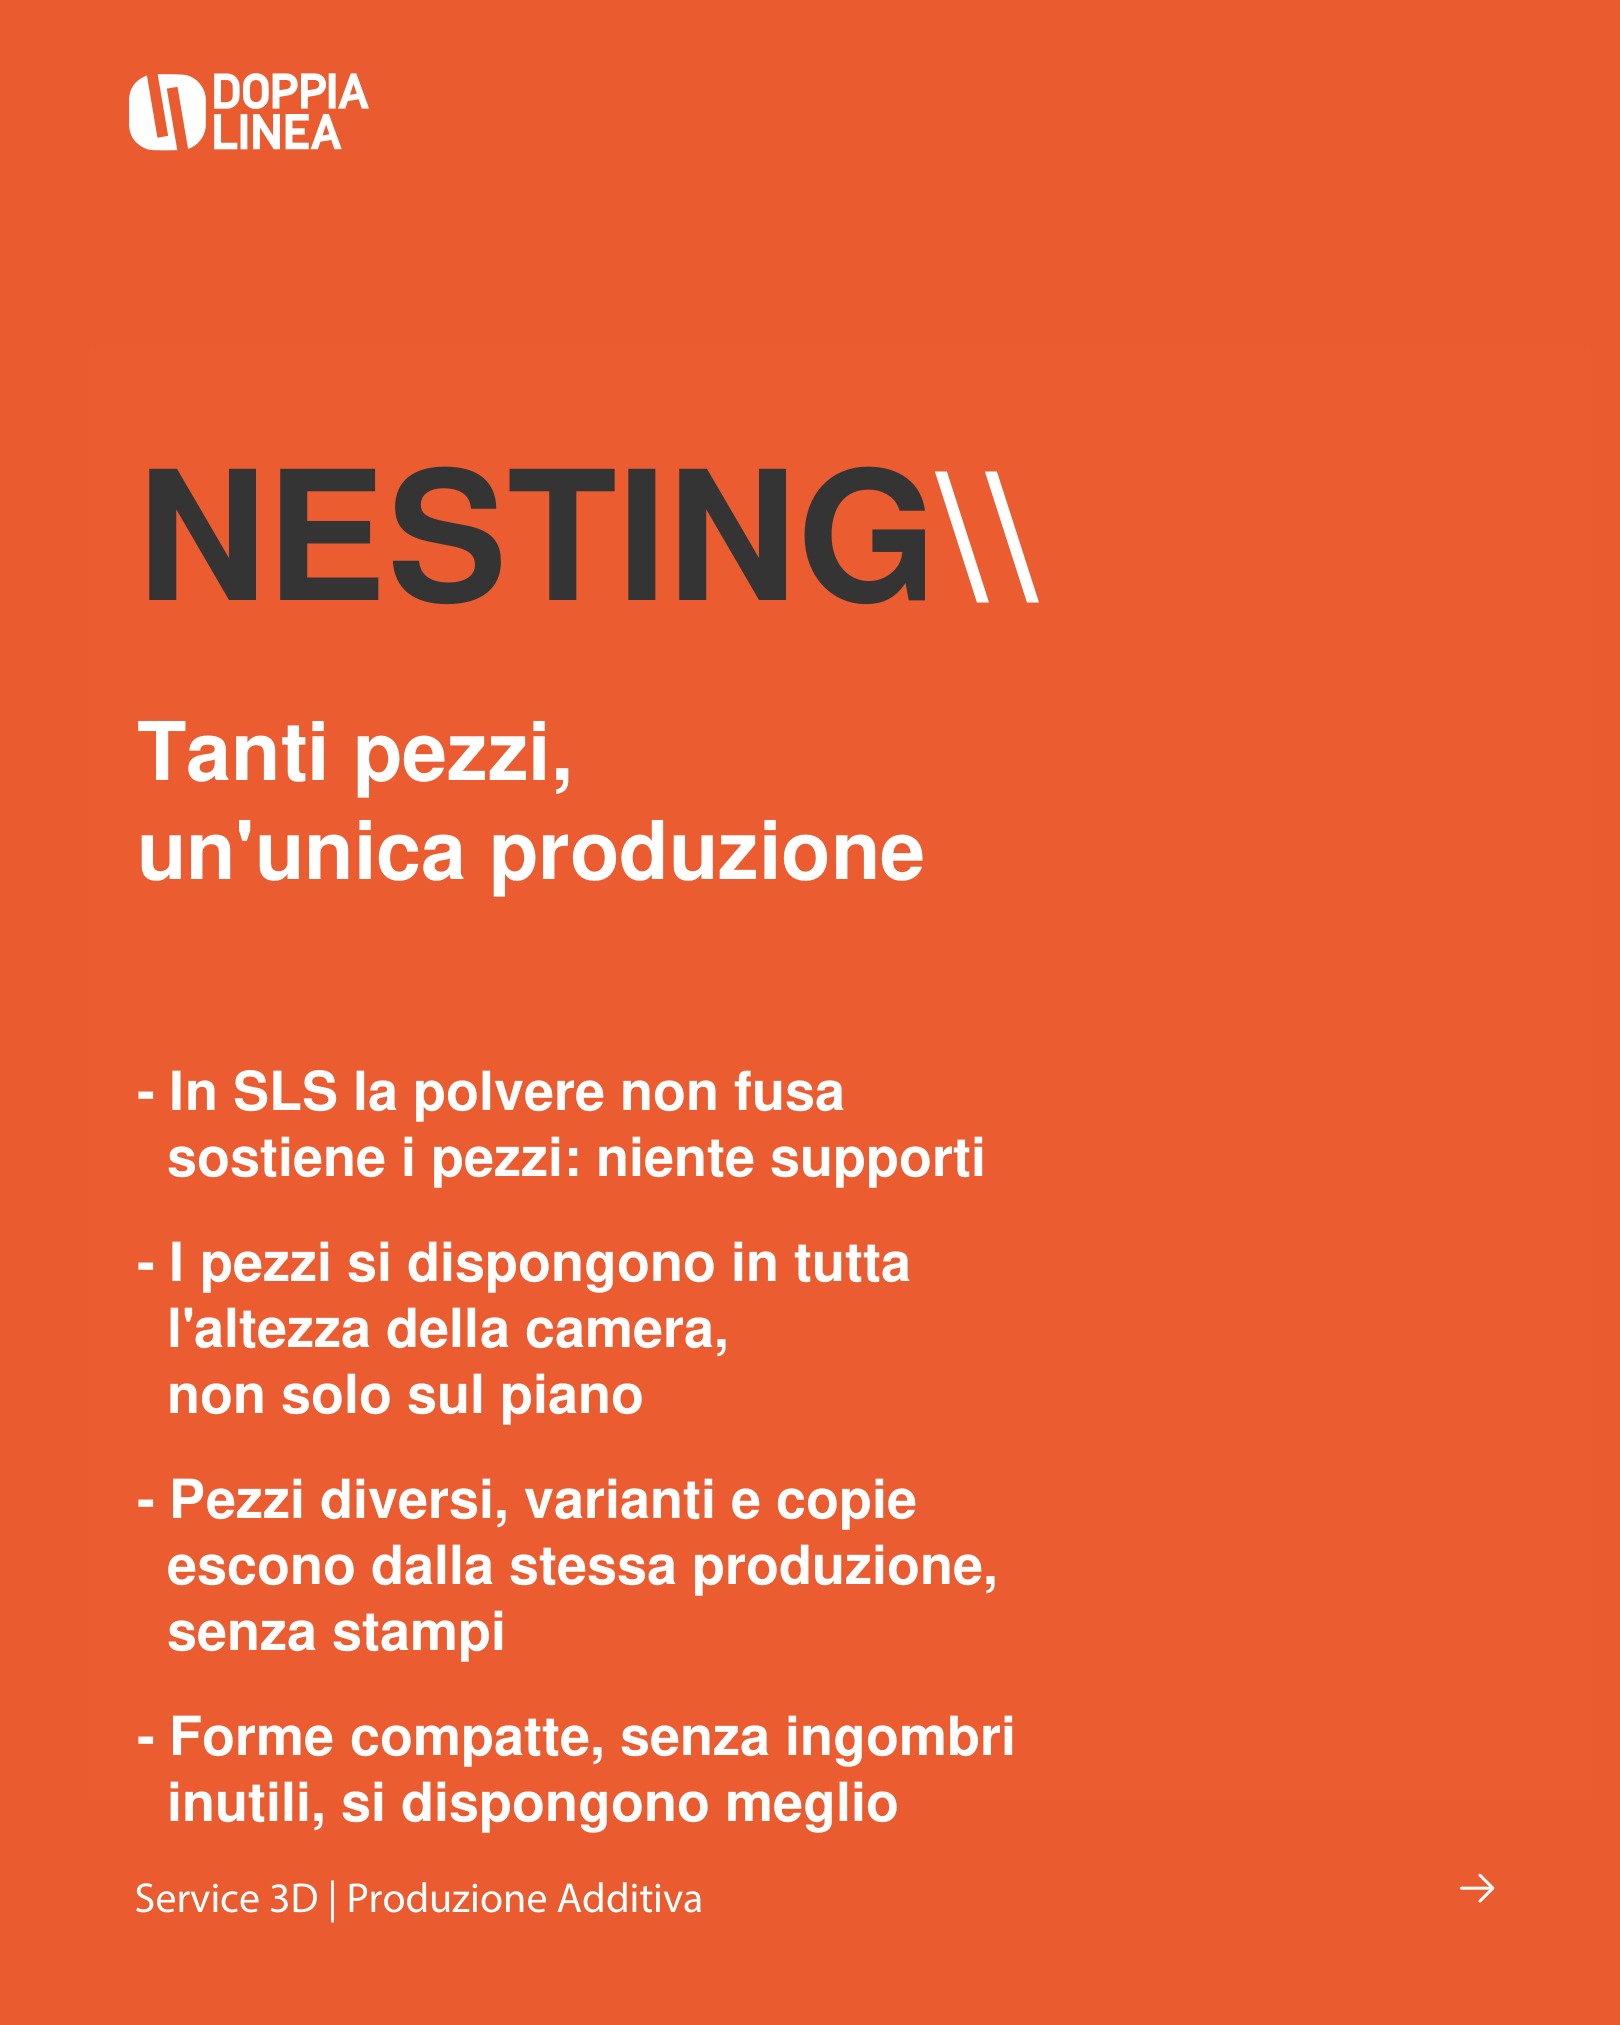 DOPPIA
LINEA
NESTING\\
Tanti pezzi,
un'unica produzione
- In SLS la polvere non fusa
sostiene i pezzi: niente supporti
- I pezzi si dispongono in tutta
l'altezza della camera,
non solo sul piano
- Pezzi diversi, varianti e copie
escono dalla stessa produzione,
senza stampi
- Forme compatte, senza ingombri
inutili, si dispongono meglio
Service 3D | Produzione Additiva